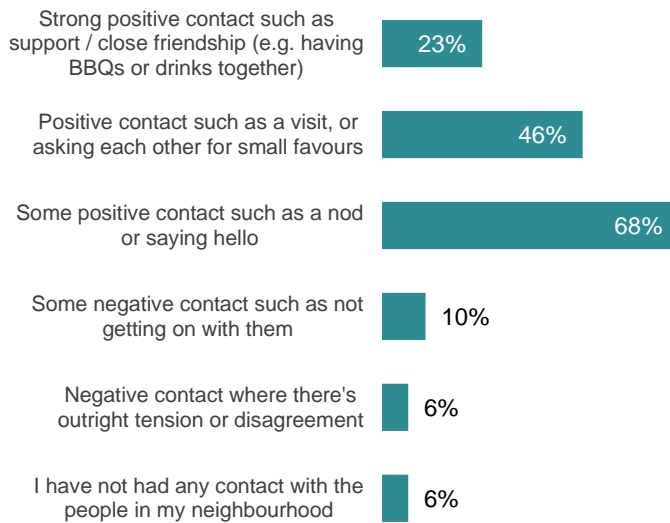 Strong positive contact such as
support / close friendship (e.g. having
BBQs or drinks together)
23%
Positive contact such as a visit, or
asking each other for small favours
46%
Some positive contact such as a nod
or saying hello
68%
Some negative contact such as not
getting on with them
10%
Negative contact where there's
outright tension or disagreement
6%
I have not had any contact with the
people in my neighbourhood
6%